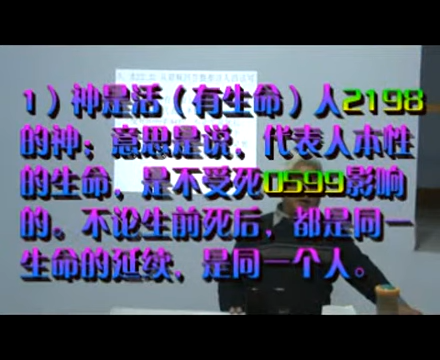 1）神是活（有生命）人2198
的神；意思是说，代表人本性
的生命，是不受死0599影响
的。不论生前死后，都是同一
生命的延续，是同一个人。